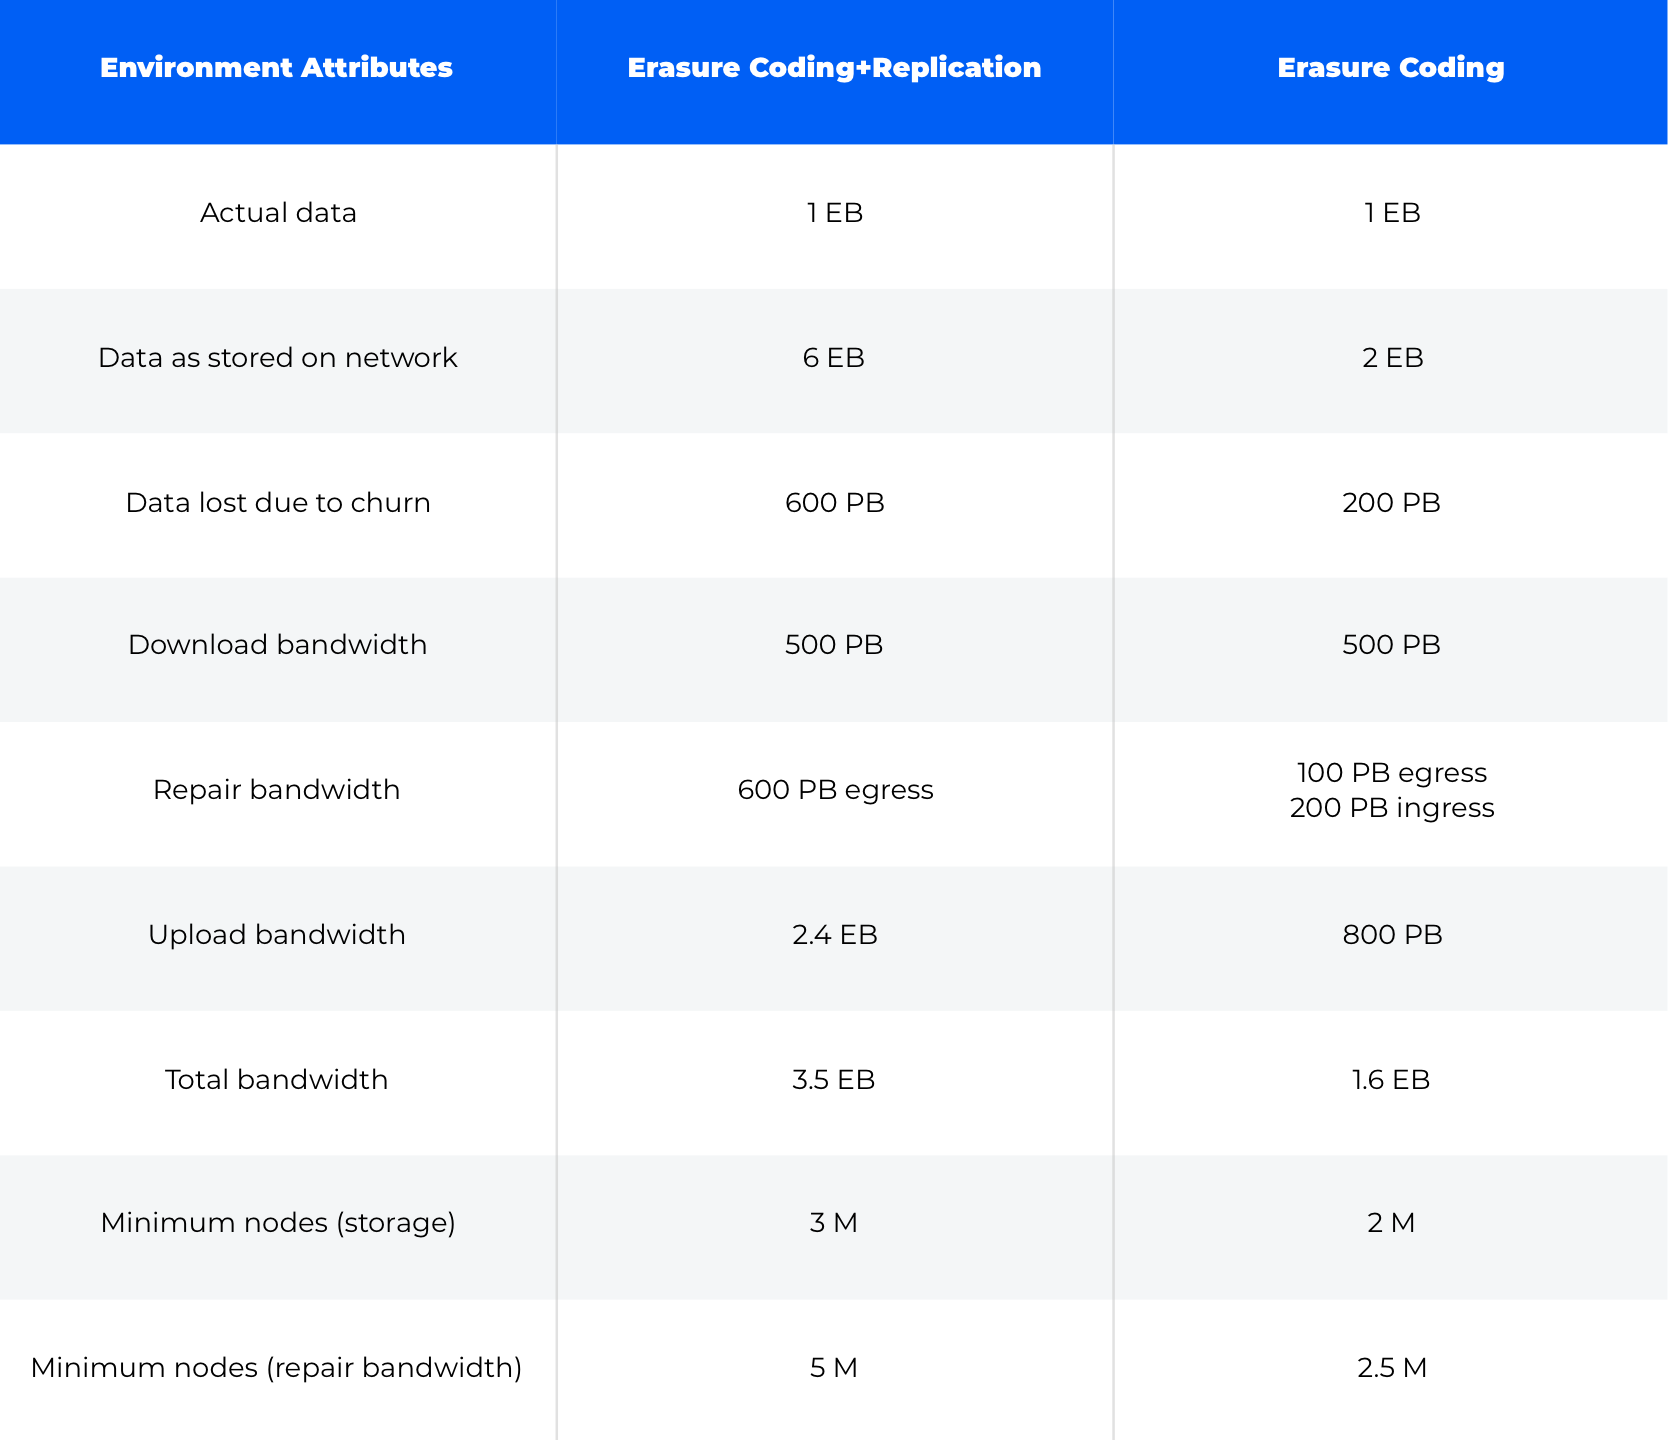 Environment Attributes Erasure Coding+Replication Erasure Coding
Actual data 1 EB 1 EB
Data as stored on network 6 EB 2 EB
Data lost due to churn 600 PB 200 PB
Download bandwidth 500 PB 500 PB
Repair bandwidth 600 PB egress 100 PB egress
200 PB ingress
Upload bandwidth 2.4 EB 800 PB
Total bandwidth 3.5 EB 1.6 EB
Minimum nodes (storage) 3 M 2 M
Minimum nodes (repair bandwidth) 5 M 2.5 M